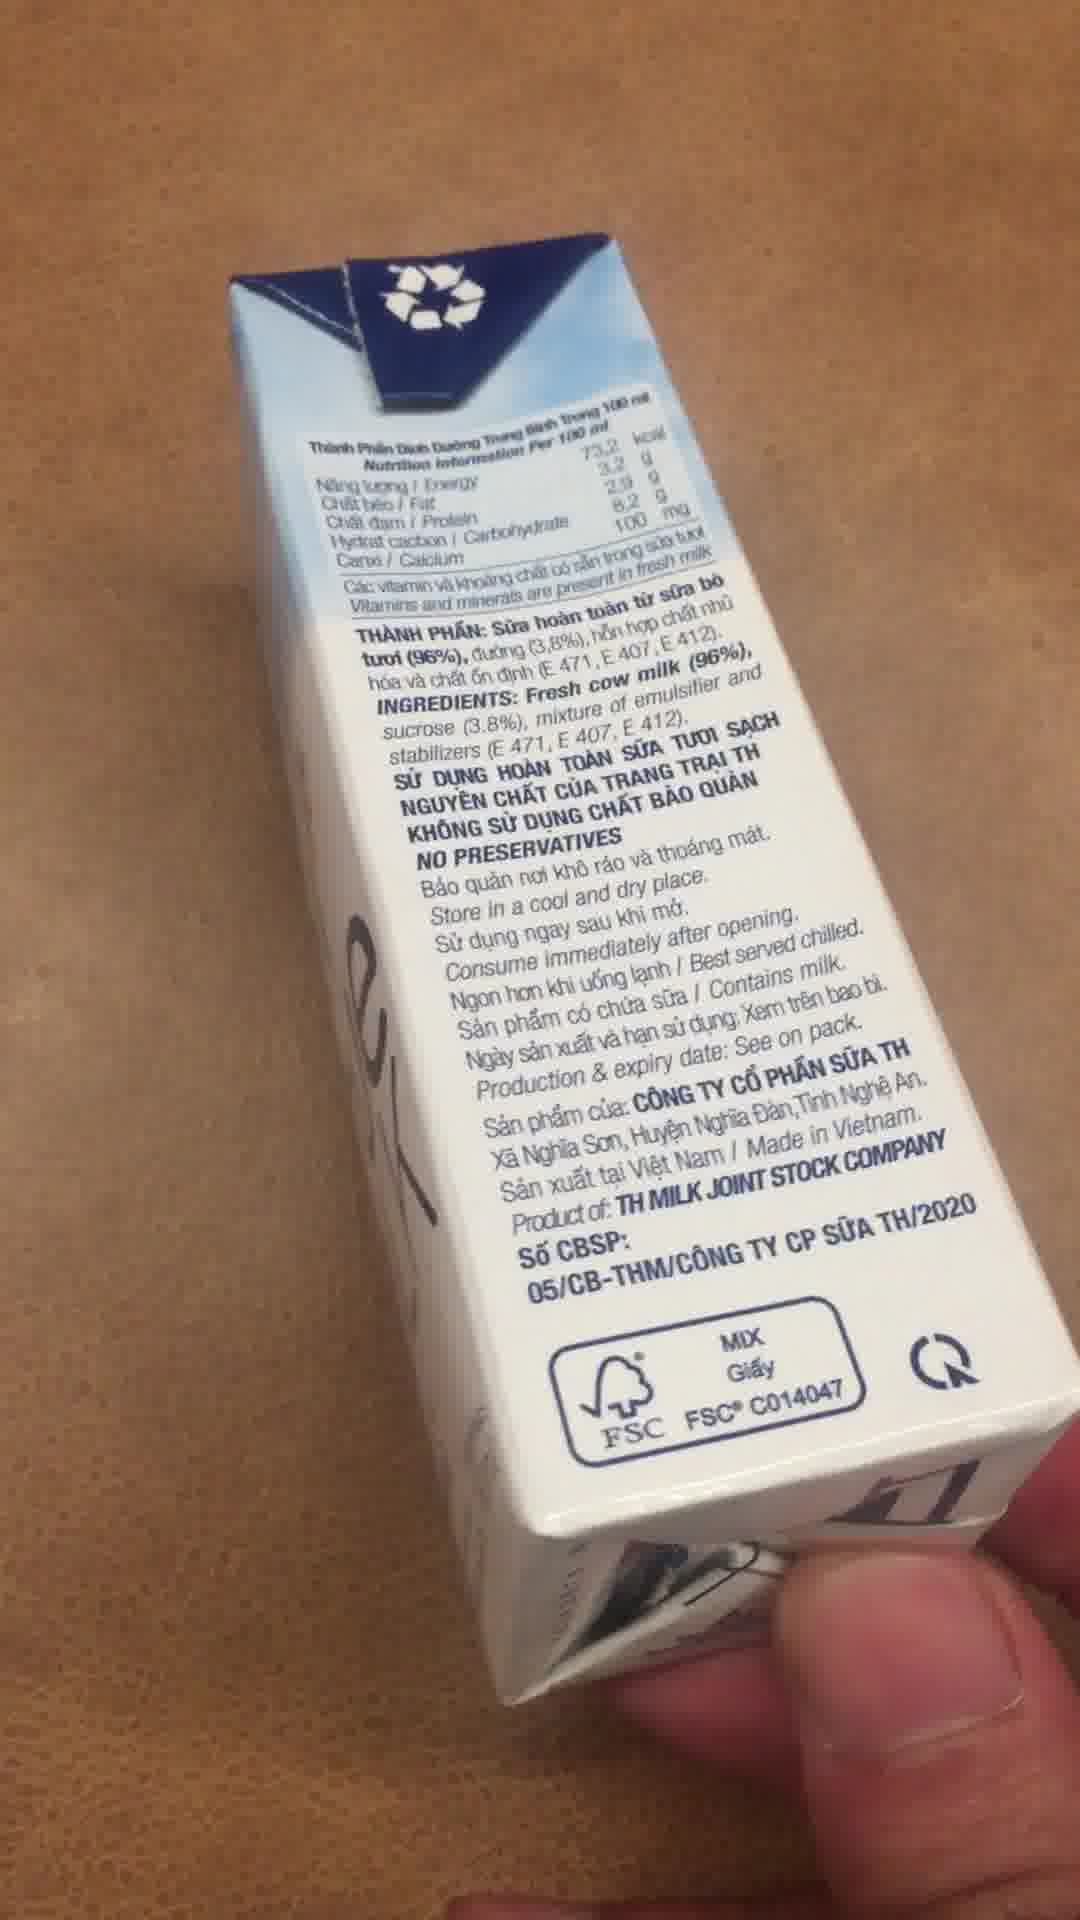 Thành Phần Dinh Dưỡng Trung Bình Trong 100 ml
Nutrition Information Per 100 ml
Năng lượng / Energy 73,2 kcal
Chất béo / Fat 3,2 g
Chất đạm / Protein 2,9 g
Hydrat cacbon / Carbohydrate 8,2 g
Canxi / Calcium 100 mg
Các vitamin và khoáng chất có sẵn trong sữa tươi
Vitamins and minerals are present in fresh milk
THÀNH PHẦN: Sữa hoàn toàn từ sữa bò
tươi (96%), đường (3,8%), hỗn hợp chất nhũ
hóa và chất ổn định (E 471, E 407, E 412).
INGREDIENTS: Fresh cow milk (96%),
sucrose (3.8%), mixture of emulsifier and
stabilizers (E 471, E 407, E 412).
SỬ DỤNG HOÀN TOÀN SỮA TƯƠI SẠCH
NGUYÊN CHẤT CỦA TRANG TRẠI TH
KHÔNG SỬ DỤNG CHẤT BẢO QUẢN
NO PRESERVATIVES
Bảo quản nơi khô ráo và thoáng mát.
Store in a cool and dry place.
Sử dụng ngay sau khi mở.
Consume immediately after opening.
Ngon hơn khi uống lạnh / Best served chilled.
Sản phẩm có chứa sữa / Contains milk.
Ngày sản xuất và hạn sử dụng: Xem trên bao bì.
Production & expiry date: See on pack.
Sản phẩm của: CÔNG TY CỔ PHẦN SỮA TH
Xã Nghĩa Sơn, Huyện Nghĩa Đàn, Tỉnh Nghệ An.
Sản xuất tại Việt Nam / Made in Vietnam.
Product of: TH MILK JOINT STOCK COMPANY
Số CBSP:
05/CB-THM/CÔNG TY CP SỮA TH/2020
MIX
Giấy
FSC FSC® C014047